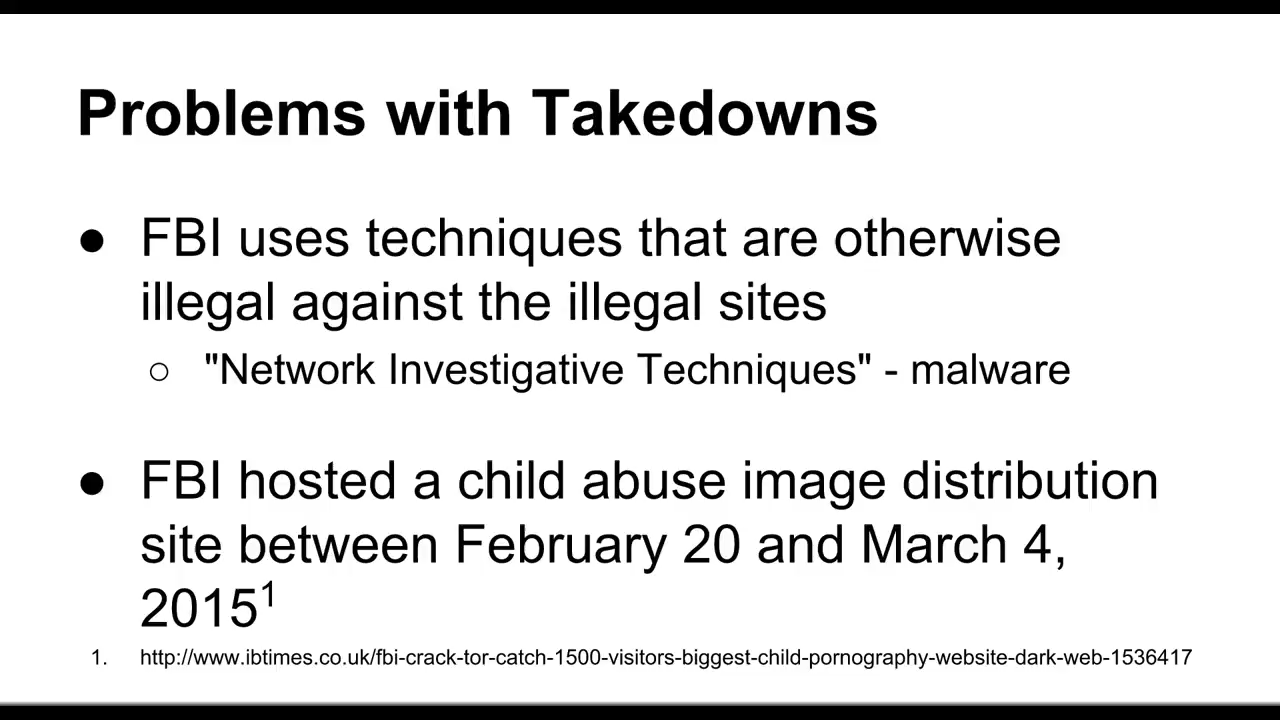 Problems with Takedowns
● FBI uses techniques that are otherwise
illegal against the illegal sites
○ "Network Investigative Techniques" - malware
● FBI hosted a child abuse image distribution
site between February 20 and March 4,
2015¹
1. http://www.ibtimes.co.uk/fbi-crack-tor-catch-1500-visitors-biggest-child-pornography-website-dark-web-1536417